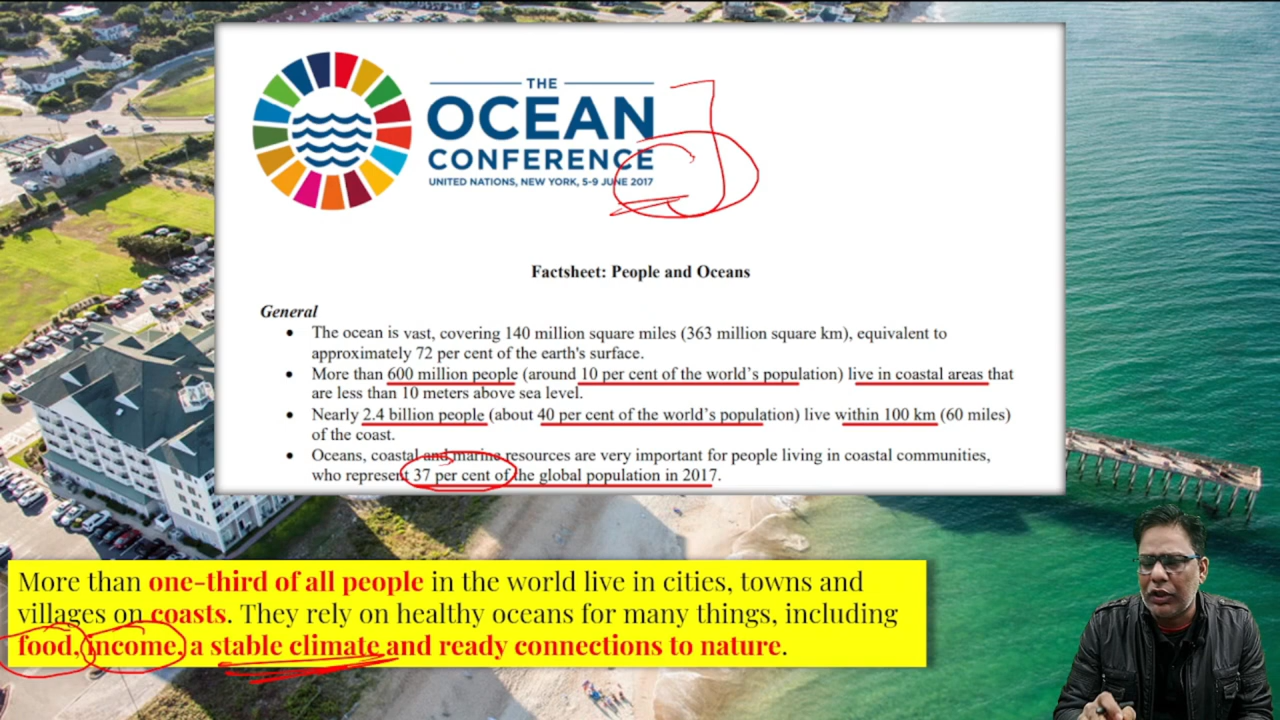 THE
OCEAN
CONFERENCE
UNITED NATIONS, NEW YORK, 5-9 JUNE 2017
Factsheet: People and Oceans
General
• The ocean is vast, covering 140 million square miles (363 million square km), equivalent to
approximately 72 per cent of the earth's surface.
• More than 600 million people (around 10 per cent of the world's population) live in coastal areas that
are less than 10 meters above sea level.
• Nearly 2.4 billion people (about 40 per cent of the world's population) live within 100 km (60 miles)
of the coast.
• Oceans, coastal and marine resources are very important for people living in coastal communities,
who represent 37 per cent of the global population in 2017.
More than one-third of all people in the world live in cities, towns and
villages on coasts. They rely on healthy oceans for many things, including
food, income, a stable climate and ready connections to nature.